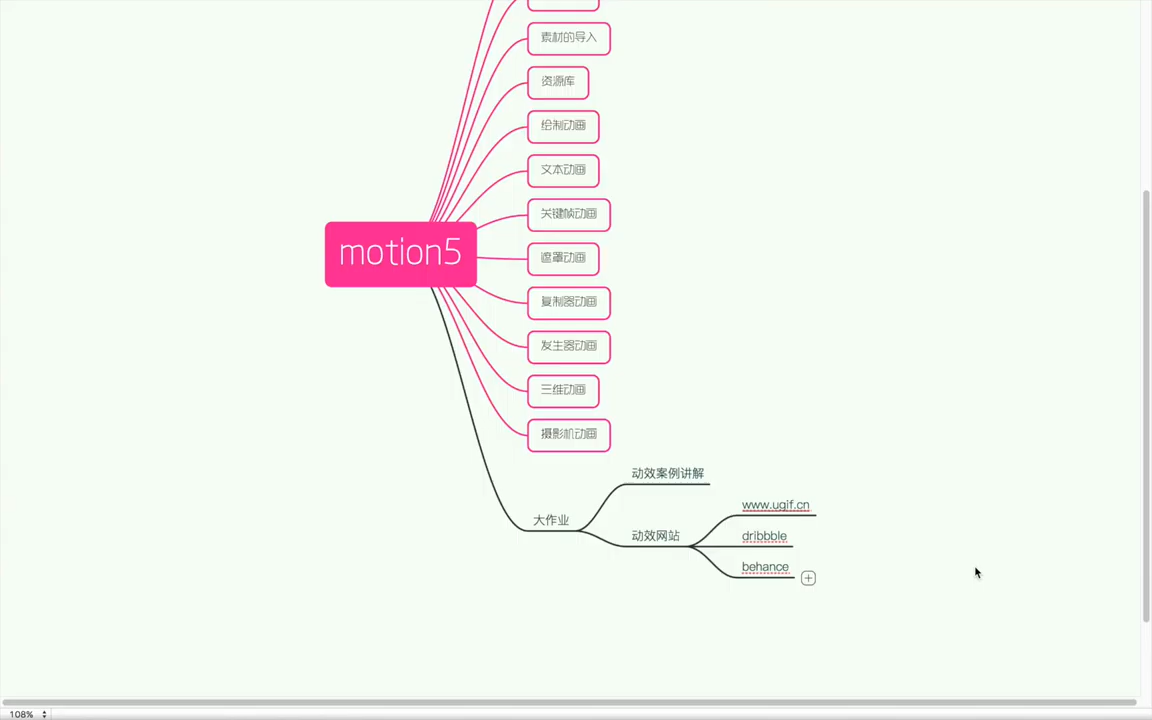 素材的导入
资源库
绘制动画
文本动画
关键帧动画
motion5
遮罩动画
复制器动画
发生器动画
三维动画
摄影机动画
动效案例讲解
www.ugif.cn
大作业
动效网站
dribbble
behance
108%